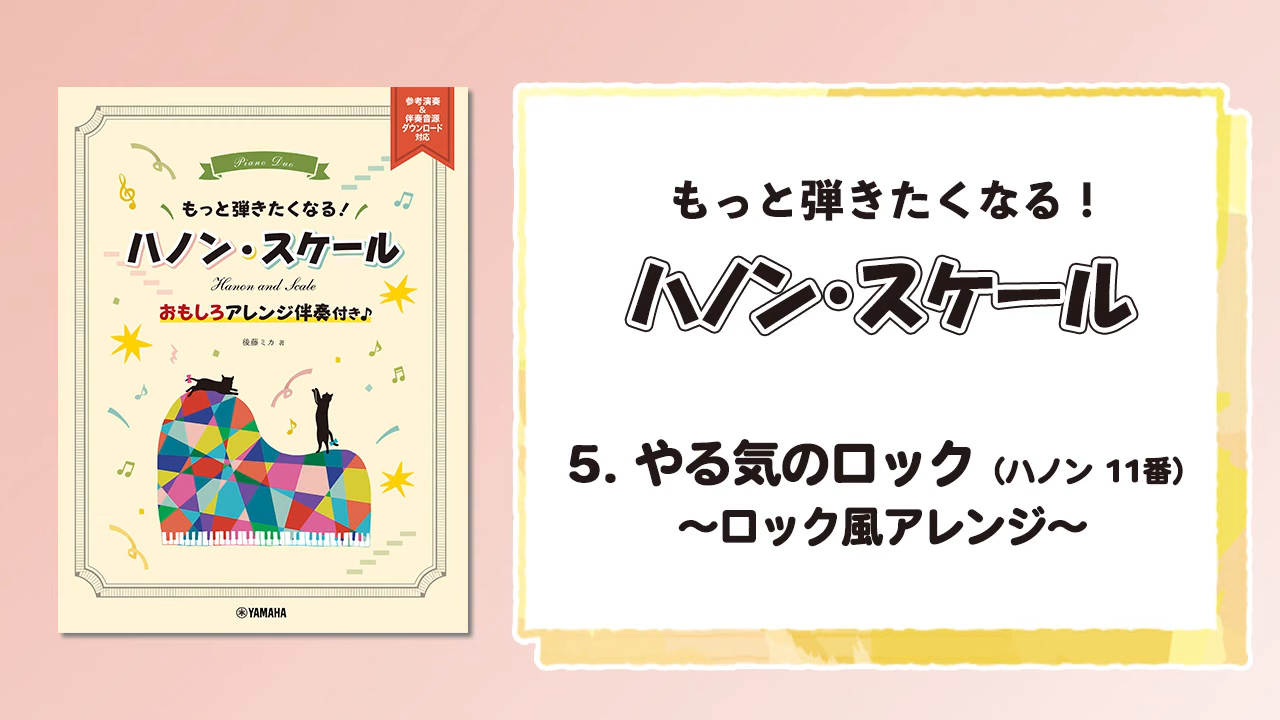 参考演奏
&
伴奏音源
ダウンロード
対応
Piano Duo
もっと弾きたくなる!
ハノン・スケール
Hanon and Scale
おもしろアレンジ伴奏付き♪
後藤ミカ 著
YAMAHA
もっと弾きたくなる！
ハノン・スケール
5. やる気のロック（ハノン 11番）
〜ロック風アレンジ〜